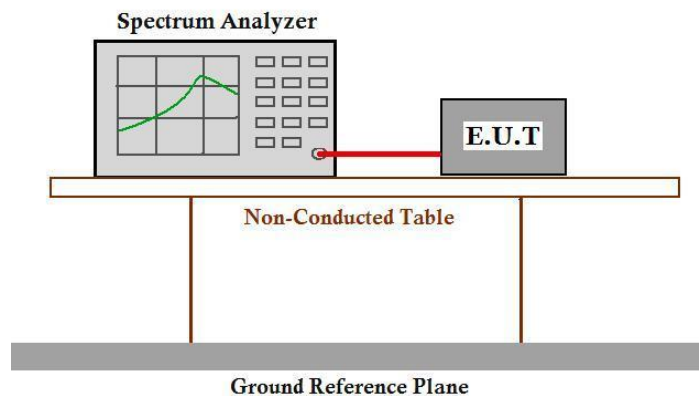 Spectrum Analyzer
E.U.T
Non-Conducted Table
Ground Reference Plane